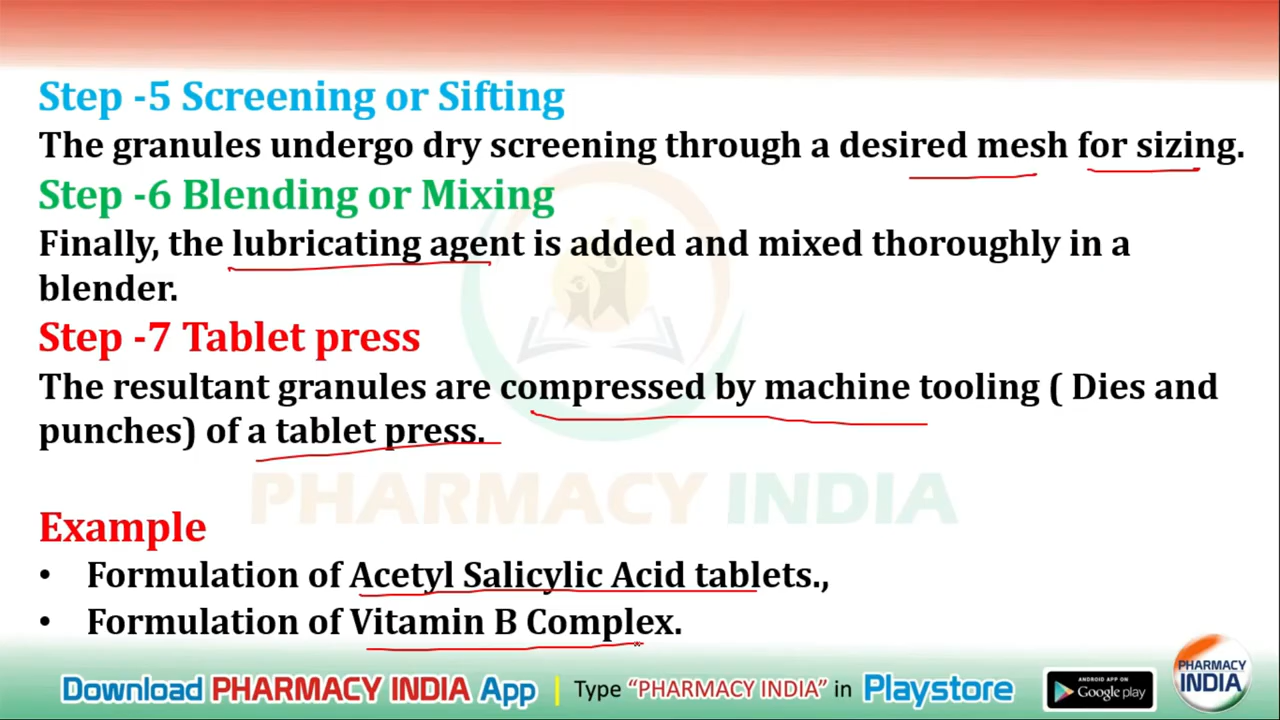 Step -5 Screening or Sifting
The granules undergo dry screening through a desired mesh for sizing.
Step -6 Blending or Mixing
Finally, the lubricating agent is added and mixed thoroughly in a
blender.
Step -7 Tablet press
The resultant granules are compressed by machine tooling ( Dies and
punches) of a tablet press.
PHARMACY INDIA
Example
• Formulation of Acetyl Salicylic Acid tablets.,
• Formulation of Vitamin B Complex.
Download PHARMACY INDIA App | Type “PHARMACY INDIA” in Playstore
ANDROID APP ON
Google play
PHARMACY
INDIA